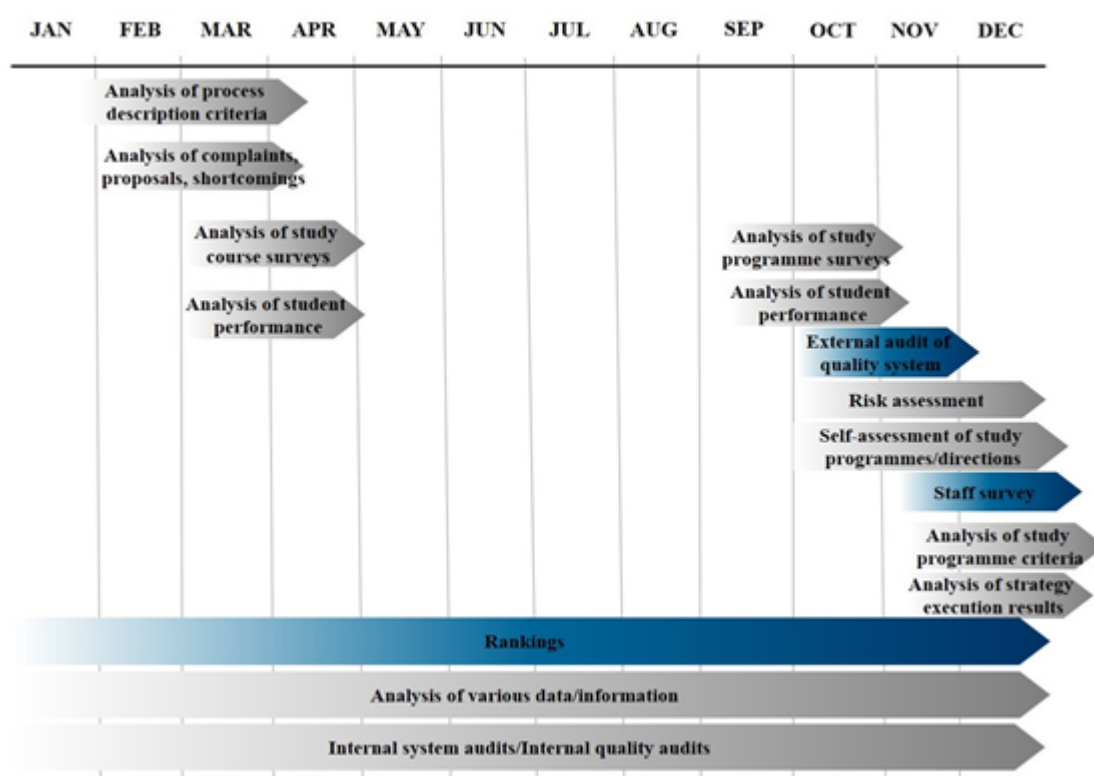 JAN FEB MAR APR MAY JUN JUL AUG SEP OCT NOV DEC
Analysis of process
description criteria
Analysis of complaints,
proposals, shortcomings
Analysis of study
course surveys
Analysis of study
programme surveys
Analysis of student
performance
Analysis of student
performance
External audit of
quality system
Risk assessment
Self-assessment of study
programmes/directions
Staff survey
Analysis of study
programme criteria
Analysis of strategy
execution results
Rankings
Analysis of various data/information
Internal system audits/Internal quality audits